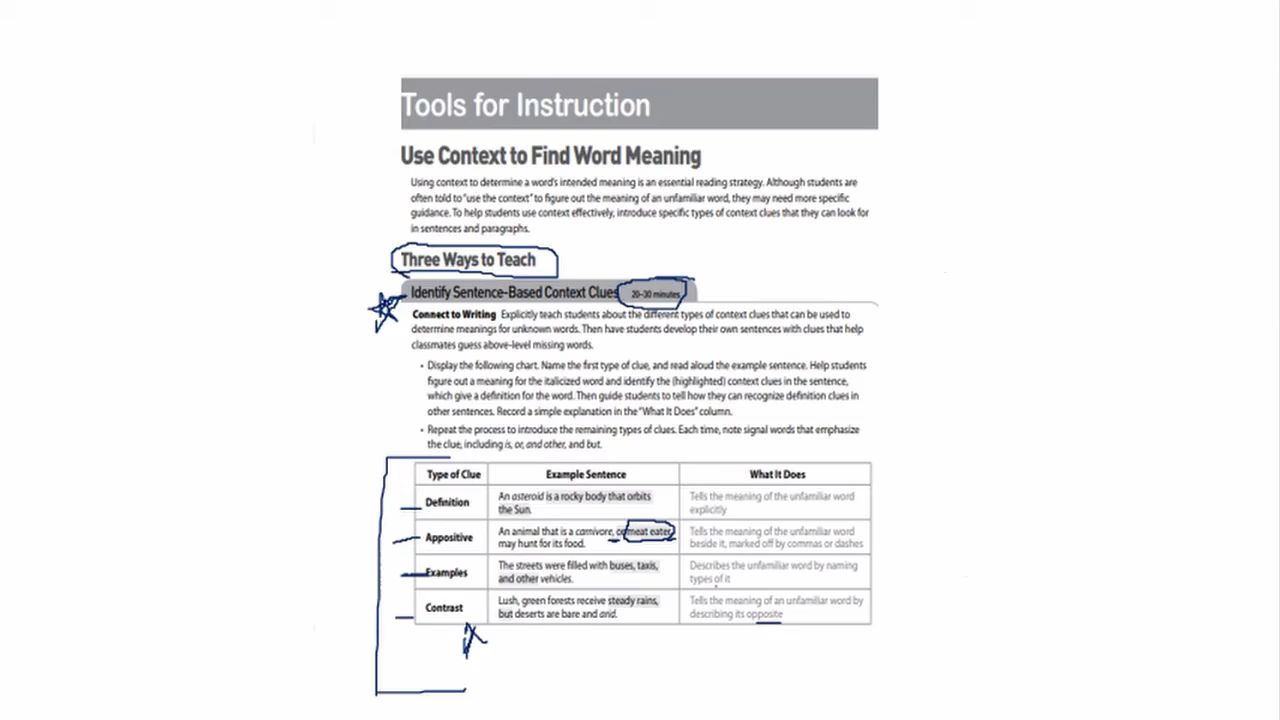 Tools for Instruction
Use Context to Find Word Meaning
Using context to determine a word's intended meaning is an essential reading strategy. Although students are
often told to "use the context" to figure out the meaning of an unfamiliar word, they may need more specific
guidance. To help students use context effectively, introduce specific types of context clues that they can look for
in sentences and paragraphs.
Three Ways to Teach
Identify Sentence-Based Context Clues 20–30 minutes
Connect to Writing Explicitly teach students about the different types of context clues that can be used to
determine meanings for unknown words. Then have students develop their own sentences with clues that help
classmates guess above-level missing words.
• Display the following chart. Name the first type of clue, and read aloud the example sentence. Help students
figure out a meaning for the italicized word and identify the (highlighted) context clues in the sentence,
which give a definition for the word. Then guide students to tell how they can recognize definition clues in
other sentences. Record a simple explanation in the "What It Does" column.
• Repeat the process to introduce the remaining types of clues. Each time, note signal words that emphasize
the clue, including is, or, and other, and but.
Type of Clue Example Sentence What It Does
Definition
An asteroid is a rocky body that orbits
the Sun.
Tells the meaning of the unfamiliar word
explicitly
Appositive
An animal that is a carnivore, or meat eater,
may hunt for its food.
Tells the meaning of the unfamiliar word
beside it, marked off by commas or dashes
Examples
The streets were filled with buses, taxis,
and other vehicles.
Describes the unfamiliar word by naming
types of it
Contrast
Lush, green forests receive steady rains,
but deserts are bare and arid.
Tells the meaning of an unfamiliar word by
describing its opposite